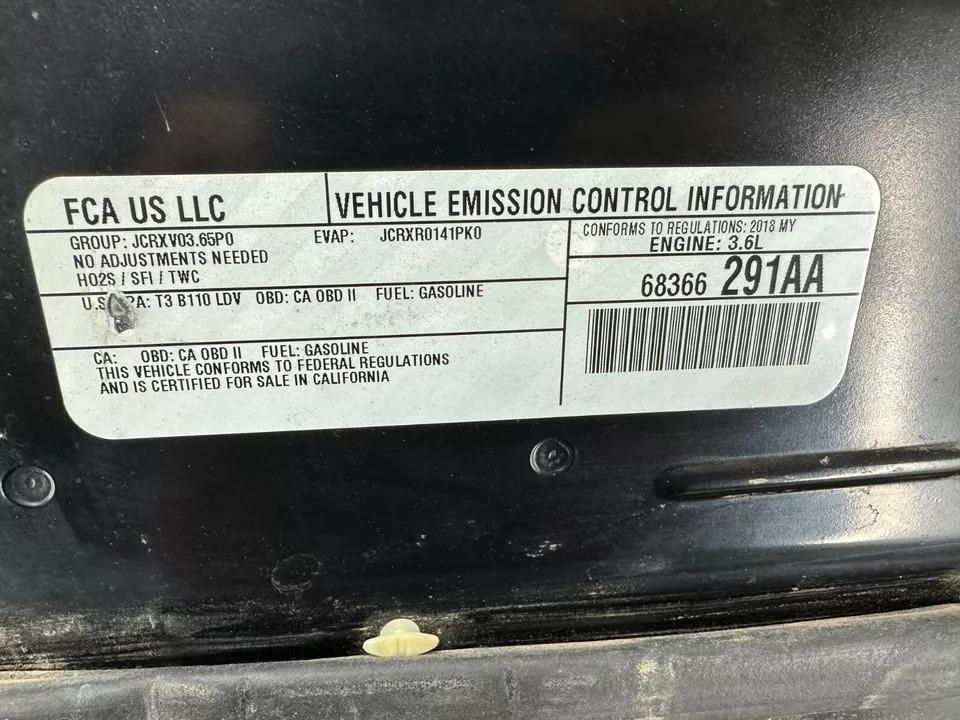 FCA US LLC
VEHICLE EMISSION CONTROL INFORMATION
GROUP: JCRXV03.65P0 EVAP: JCRXR0141PK0
NO ADJUSTMENTS NEEDED
HO2S / SFI / TWC
CONFORMS TO REGULATIONS: 2018 MY
ENGINE: 3.6L
68366 291AA
T3 B110 LDV OBD: CA OBD II FUEL: GASOLINE
CA: OBD: CA OBD II FUEL: GASOLINE
THIS VEHICLE CONFORMS TO FEDERAL REGULATIONS
AND IS CERTIFIED FOR SALE IN CALIFORNIA